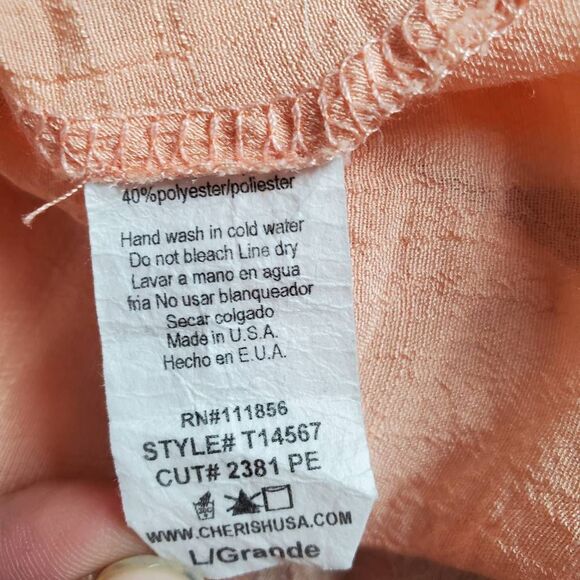 40%polyester/poliester
Hand wash in cold water
Do not bleach Line dry
Lavar a mano en agua
fria No usar blanqueador
Secar colgado
Made in U.S.A.
Hecho en E.U.A.
RN#111856
STYLE# T14567
CUT# 2381 PE
WWW.CHERISHUSA.COM
L/Grande